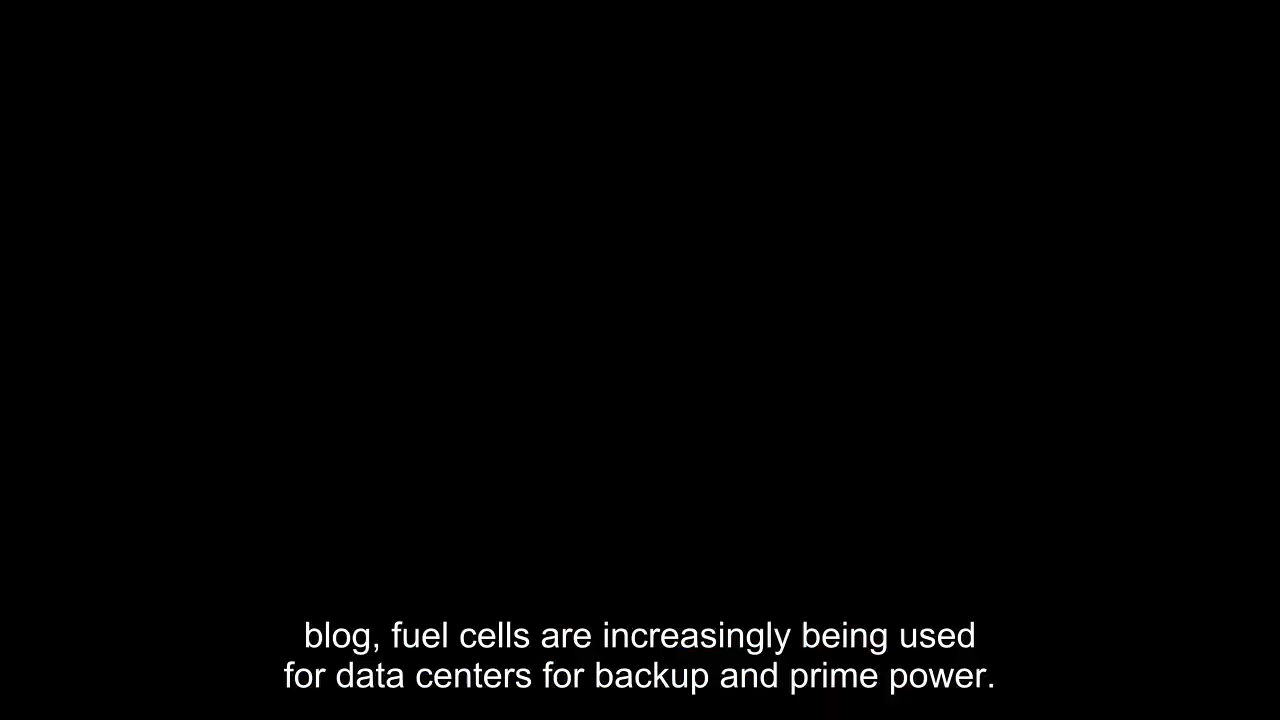 blog, fuel cells are increasingly being used
for data centers for backup and prime power.